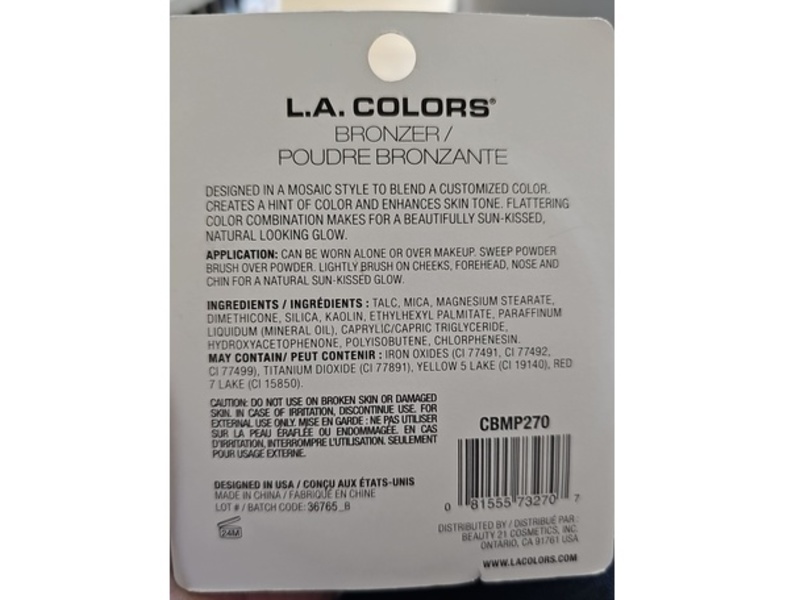 L.A. COLORS®
BRONZER /
POUDRE BRONZANTE
DESIGNED IN A MOSAIC STYLE TO BLEND A CUSTOMIZED COLOR.
CREATES A HINT OF COLOR AND ENHANCES SKIN TONE. FLATTERING
COLOR COMBINATION MAKES FOR A BEAUTIFULLY SUN-KISSED,
NATURAL LOOKING GLOW.
APPLICATION: CAN BE WORN ALONE OR OVER MAKEUP. SWEEP POWDER
BRUSH OVER POWDER. LIGHTLY BRUSH ON CHEEKS, FOREHEAD, NOSE AND
CHIN FOR A NATURAL SUN-KISSED GLOW.
INGREDIENTS / INGRÉDIENTS : TALC, MICA, MAGNESIUM STEARATE,
DIMETHICONE, SILICA, KAOLIN, ETHYLHEXYL PALMITATE, PARAFFINUM
LIQUIDUM (MINERAL OIL), CAPRYLIC/CAPRIC TRIGLYCERIDE,
HYDROXYACETOPHENONE, POLYISOBUTENE, CHLORPHENESIN.
MAY CONTAIN/ PEUT CONTENIR : IRON OXIDES (CI 77491, CI 77492,
CI 77499), TITANIUM DIOXIDE (CI 77891), YELLOW 5 LAKE (CI 19140), RED
7 LAKE (CI 15850).
CAUTION: DO NOT USE ON BROKEN SKIN OR DAMAGED
SKIN. IN CASE OF IRRITATION, DISCONTINUE USE. FOR
EXTERNAL USE ONLY. MISE EN GARDE : NE PAS UTILISER
SUR LA PEAU ÉRAFLÉE OU ENDOMMAGÉE. EN CAS
D'IRRITATION, INTERROMPRE L'UTILISATION. SEULEMENT
POUR USAGE EXTERNE.
DESIGNED IN USA / CONÇU AUX ÉTATS-UNIS
MADE IN CHINA / FABRIQUÉ EN CHINE
LOT # / BATCH CODE: 36765_B
24M
CBMP270
0 81555 73270 7
DISTRIBUTED BY / DISTRIBUÉ PAR :
BEAUTY 21 COSMETICS, INC.
ONTARIO, CA 91761 USA
WWW.LACOLORS.COM